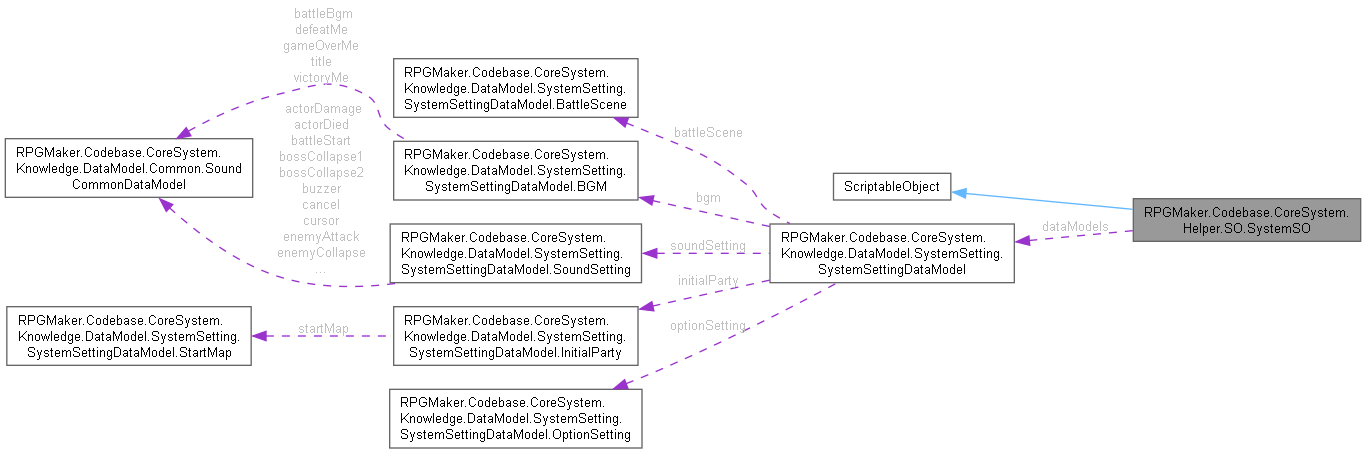 battleBgm
defeatMe
gameOverMe
title
victoryMe
actorDamage
actorDied
battleStart
bossCollapse1
bossCollapse2
buzzer
cancel
cursor
enemyAttack
enemyCollapse
...
RPGMaker.Codebase.CoreSystem.
Knowledge.DataModel.Common.Sound
CommonDataModel
startMap
RPGMaker.Codebase.CoreSystem.
Knowledge.DataModel.SystemSetting.
SystemSettingDataModel.StartMap
RPGMaker.Codebase.CoreSystem.
Knowledge.DataModel.SystemSetting.
SystemSettingDataModel.BattleScene
RPGMaker.Codebase.CoreSystem.
Knowledge.DataModel.SystemSetting.
SystemSettingDataModel.BGM
RPGMaker.Codebase.CoreSystem.
Knowledge.DataModel.SystemSetting.
SystemSettingDataModel.SoundSetting
RPGMaker.Codebase.CoreSystem.
Knowledge.DataModel.SystemSetting.
SystemSettingDataModel.InitialParty
RPGMaker.Codebase.CoreSystem.
Knowledge.DataModel.SystemSetting.
SystemSettingDataModel.OptionSetting
battleScene
bgm
soundSetting
initialParty
optionSetting
ScriptableObject
RPGMaker.Codebase.CoreSystem.
Knowledge.DataModel.SystemSetting.
SystemSettingDataModel
dataModels
RPGMaker.Codebase.CoreSystem.
Helper.SO.SystemSO